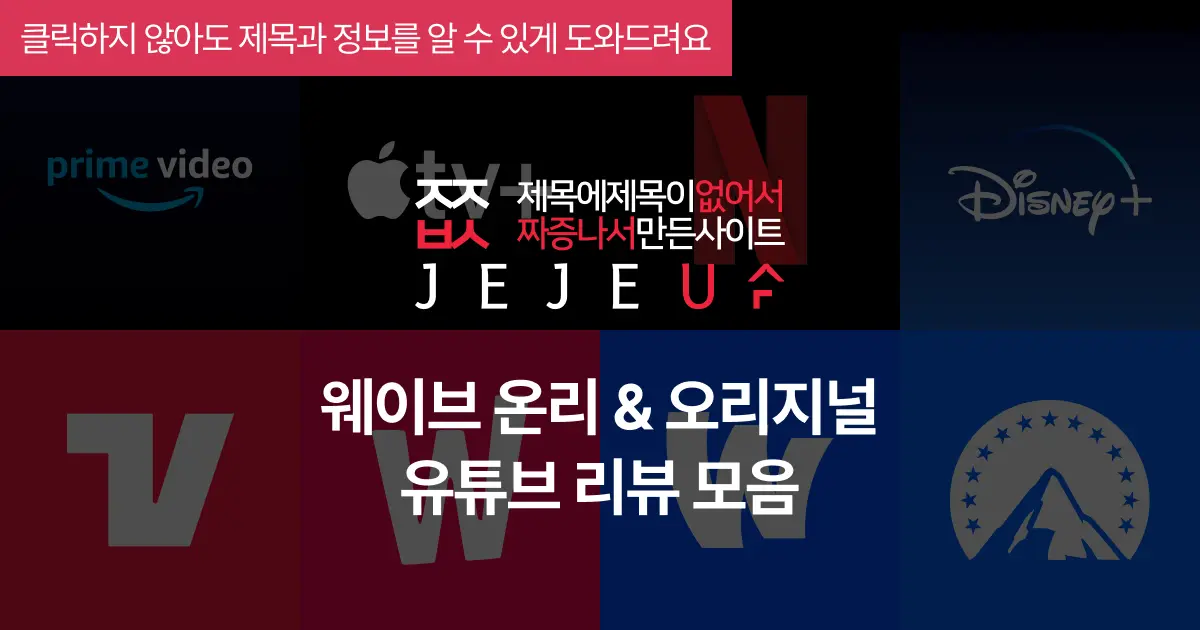 클릭하지 않아도 제목과 정보를 알 수 있게 도와드려요
prime video
tv+
N
Disney+
줎
제목에제목이없어서
짜증나서만든사이트
JEJEU
웨이브 온리 & 오리지널
유튜브 리뷰 모음
TV
W
W